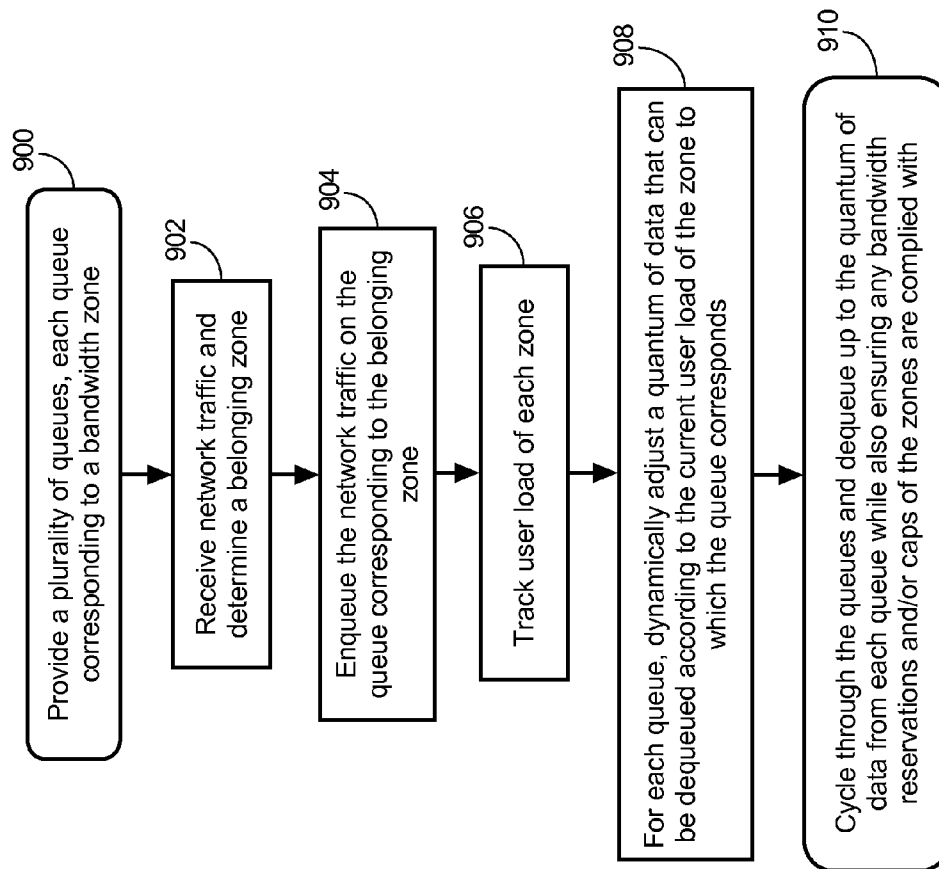 900
Provide a plurality of queues, each queue
corresponding to a bandwidth zone
902
Receive network traffic and
determine a belonging zone
904
Enqueue the network traffic on the
queue corresponding to the belonging
zone
906
Track user load of each zone
908
For each queue, dynamically adjust a quantum of data that can
be dequeued according to the current user load of the zone to
which the queue corresponds
910
Cycle through the queues and dequeue up to the quantum of
data from each queue while also ensuring any bandwidth
reservations and/or caps of the zones are complied with